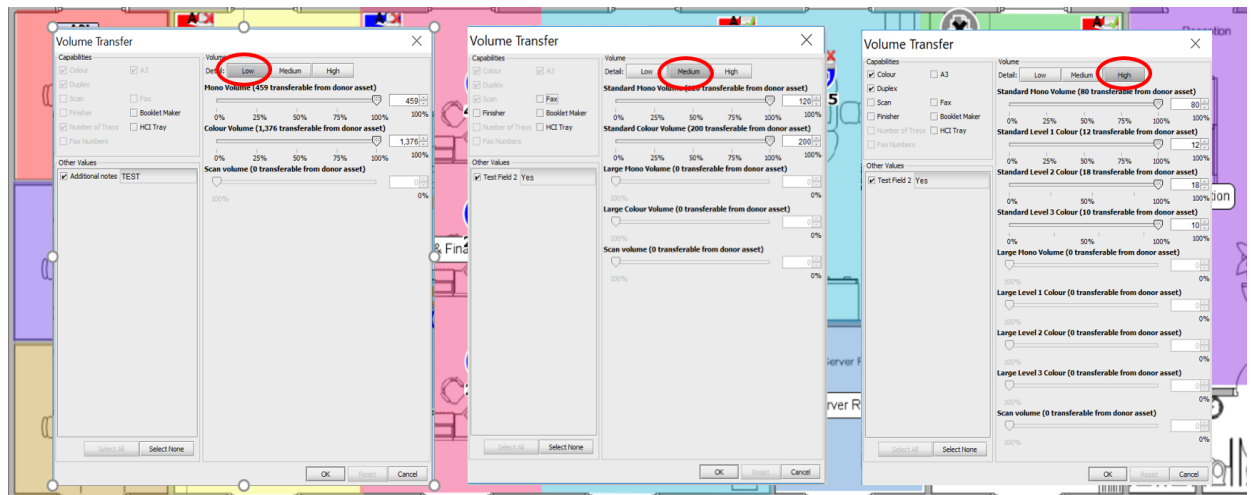 Volume Transfer
Capabilities
Colour A3
Duplex
Scan Fax
Finisher Booklet Maker
Number of Trays HCI Tray
Fax Numbers
Other Values
Additional notes TEST
Select All Select None
Volume
Detail: Low Medium High
Mono Volume (459 transferable from donor asset)
459
0% 25% 50% 75% 100% 100%
Colour Volume (1,376 transferable from donor asset)
1,376
0% 25% 50% 75% 100% 100%
Scan volume (0 transferable from donor asset)
0
100% 0%
OK Reset Cancel
Volume Transfer
Capabilities
Colour A3
Duplex
Scan Fax
Finisher Booklet Maker
Number of Trays HCI Tray
Fax Numbers
Other Values
Test Field 2 Yes
Select All Select None
Volume
Detail: Low Medium High
Standard Mono Volume (120 transferable from donor asset)
120
0% 25% 50% 75% 100% 100%
Standard Colour Volume (200 transferable from donor asset)
200
0% 25% 50% 75% 100% 100%
Large Mono Volume (0 transferable from donor asset)
0
100% 0%
Large Colour Volume (0 transferable from donor asset)
0
100% 0%
Scan volume (0 transferable from donor asset)
0
100% 0%
OK Reset Cancel
Volume Transfer
Capabilities
Colour A3
Duplex
Scan Fax
Finisher Booklet Maker
Number of Trays HCI Tray
Fax Numbers
Other Values
Test Field 2 Yes
Select All Select None
Volume
Detail: Low Medium High
Standard Mono Volume (80 transferable from donor asset)
80
0% 25% 50% 75% 100% 100%
Standard Level 1 Colour (12 transferable from donor asset)
12
0% 25% 50% 75% 100% 100%
Standard Level 2 Colour (18 transferable from donor asset)
18
0% 50% 100% 100%
Standard Level 3 Colour (10 transferable from donor asset)
10
0% 50% 100% 100%
Large Mono Volume (0 transferable from donor asset)
0
100% 0%
Large Level 1 Colour (0 transferable from donor asset)
0
100% 0%
Large Level 2 Colour (0 transferable from donor asset)
0
100% 0%
Large Level 3 Colour (0 transferable from donor asset)
0
100% 0%
Scan volume (0 transferable from donor asset)
0
100% 0%
OK Reset Cancel
& Fina
5
Server R
rver R
tion